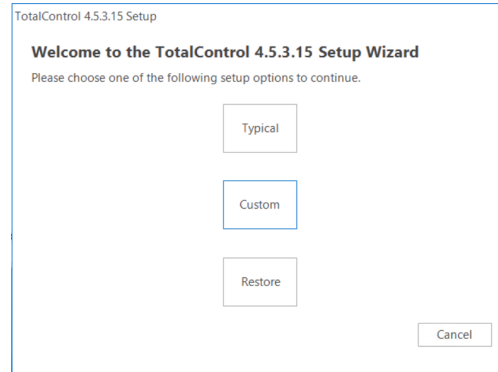 TotalControl 4.5.3.15 Setup
Welcome to the TotalControl 4.5.3.15 Setup Wizard
Please choose one of the following setup options to continue.
Typical
Custom
Restore
Cancel